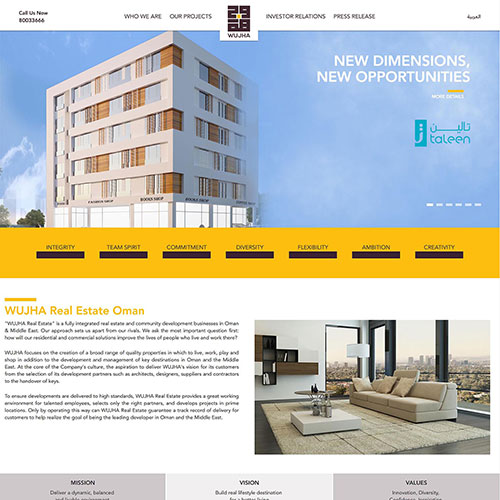 Call Us Now
80033666
WHO WE ARE
OUR PROJECTS
WUJHA
INVESTOR RELATIONS
PRESS RELEASE
العربية
NEW DIMENSIONS,
NEW OPPORTUNITIES
MORE DETAILS
تاليـن
taleen
FASHION SHOP
BOOKS SHOP
BOOKS SHOP
INTEGRITY
TEAM SPIRIT
COMMITMENT
DIVERSITY
FLEXIBILITY
AMBITION
CREATIVITY
WUJHA Real Estate Oman
"WUJHA Real Estate" is a fully integrated real estate and community development businesses in Oman
& Middle East. Our approach sets us apart from our rivals. We ask the most important question first:
how will our residential and commercial solutions improve the lives of people who live and work there?
WUJHA focuses on the creation of a broad range of quality properties in which to live, work, play and
shop in addition to the development and management of key destinations in Oman and the Middle
East. At the core of the Company's culture, the aspiration to deliver WUJHA's vision for its customers
from the selection of its development partners such as architects, designers, suppliers and contractors
to the handover of keys.
To ensure developments are delivered to high standards, WUJHA Real Estate provides a great working
environment for talented employees, selects only the right partners, and develops projects in prime
locations. Only by operating this way can WUJHA Real Estate guarantee a track record of delivery for
customers to help realize the goal of being the leading developer in Oman and the Middle East.
MISSION
Deliver a dynamic, balanced
VISION
Build real lifestyle destination
VALUES
Innovation, Diversity,